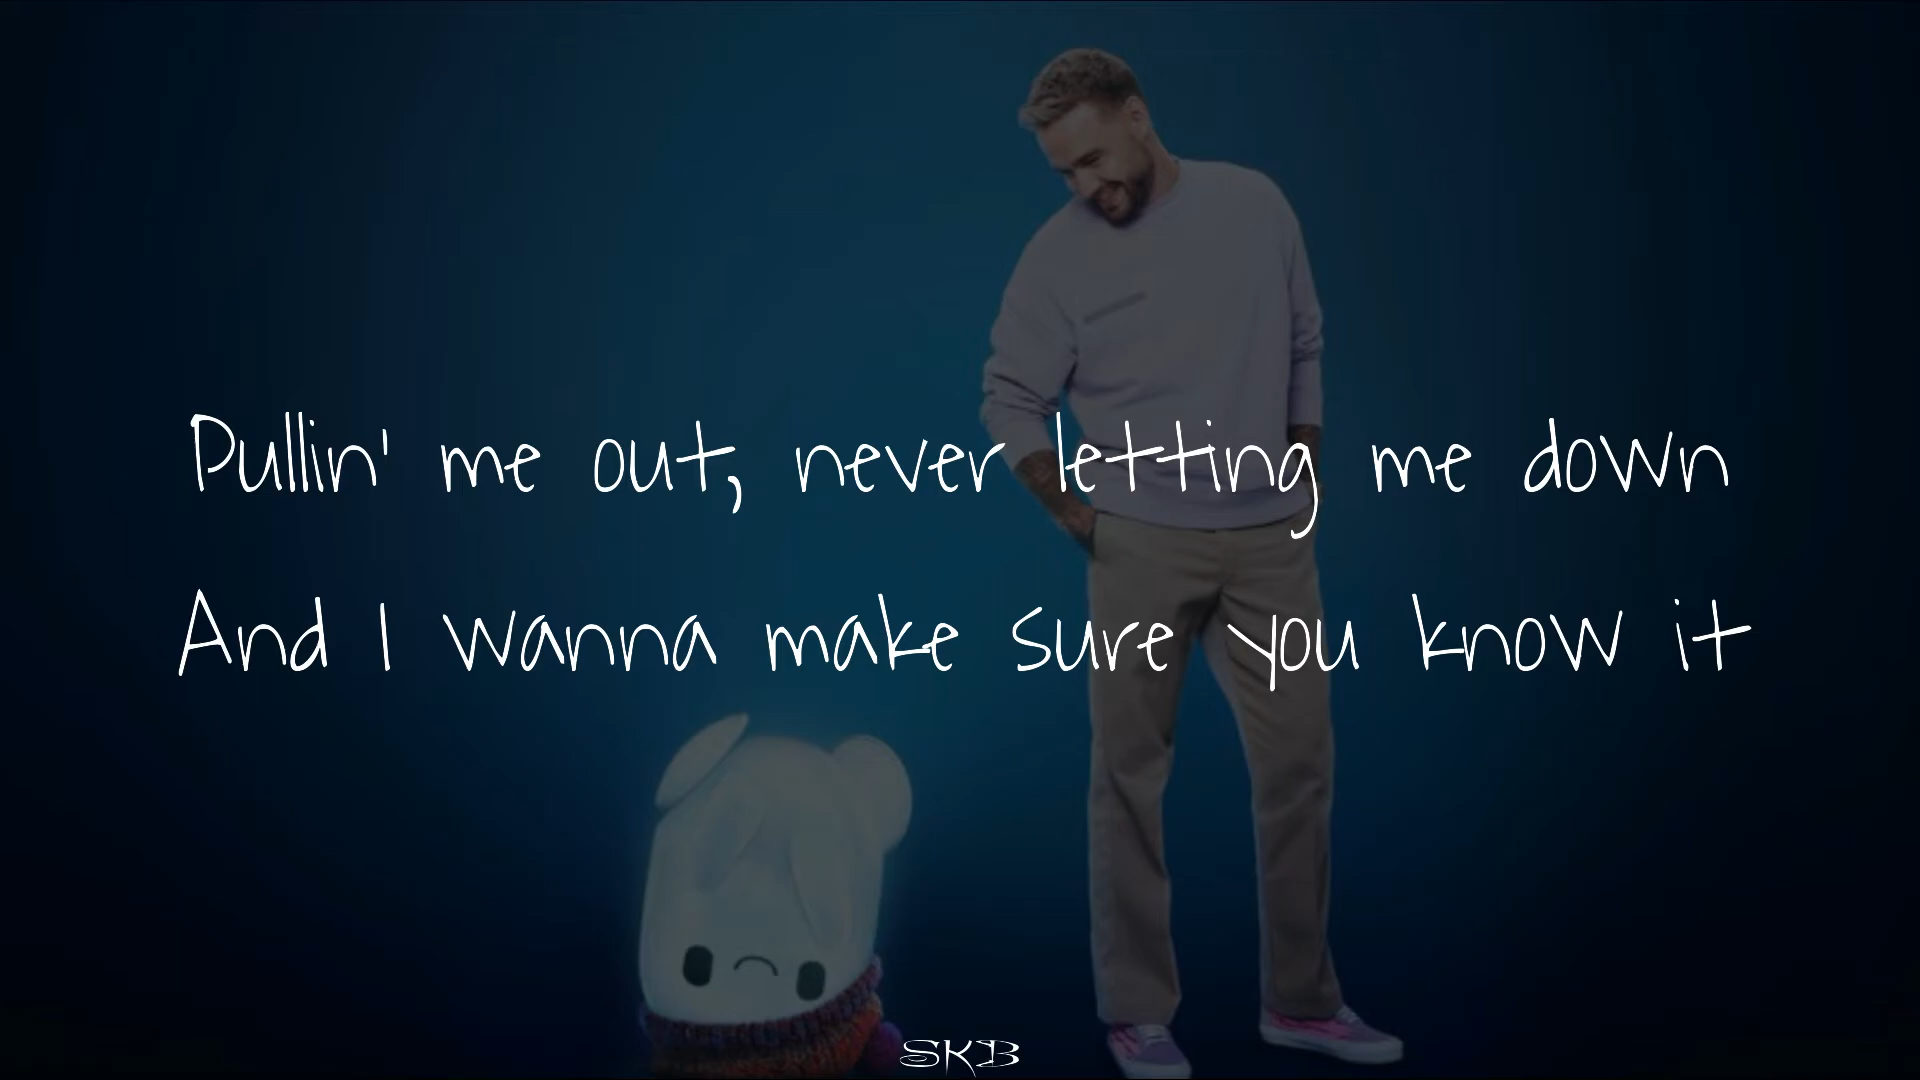 Pullin' me out, never letting me down
And I wanna make sure you know it
SKB